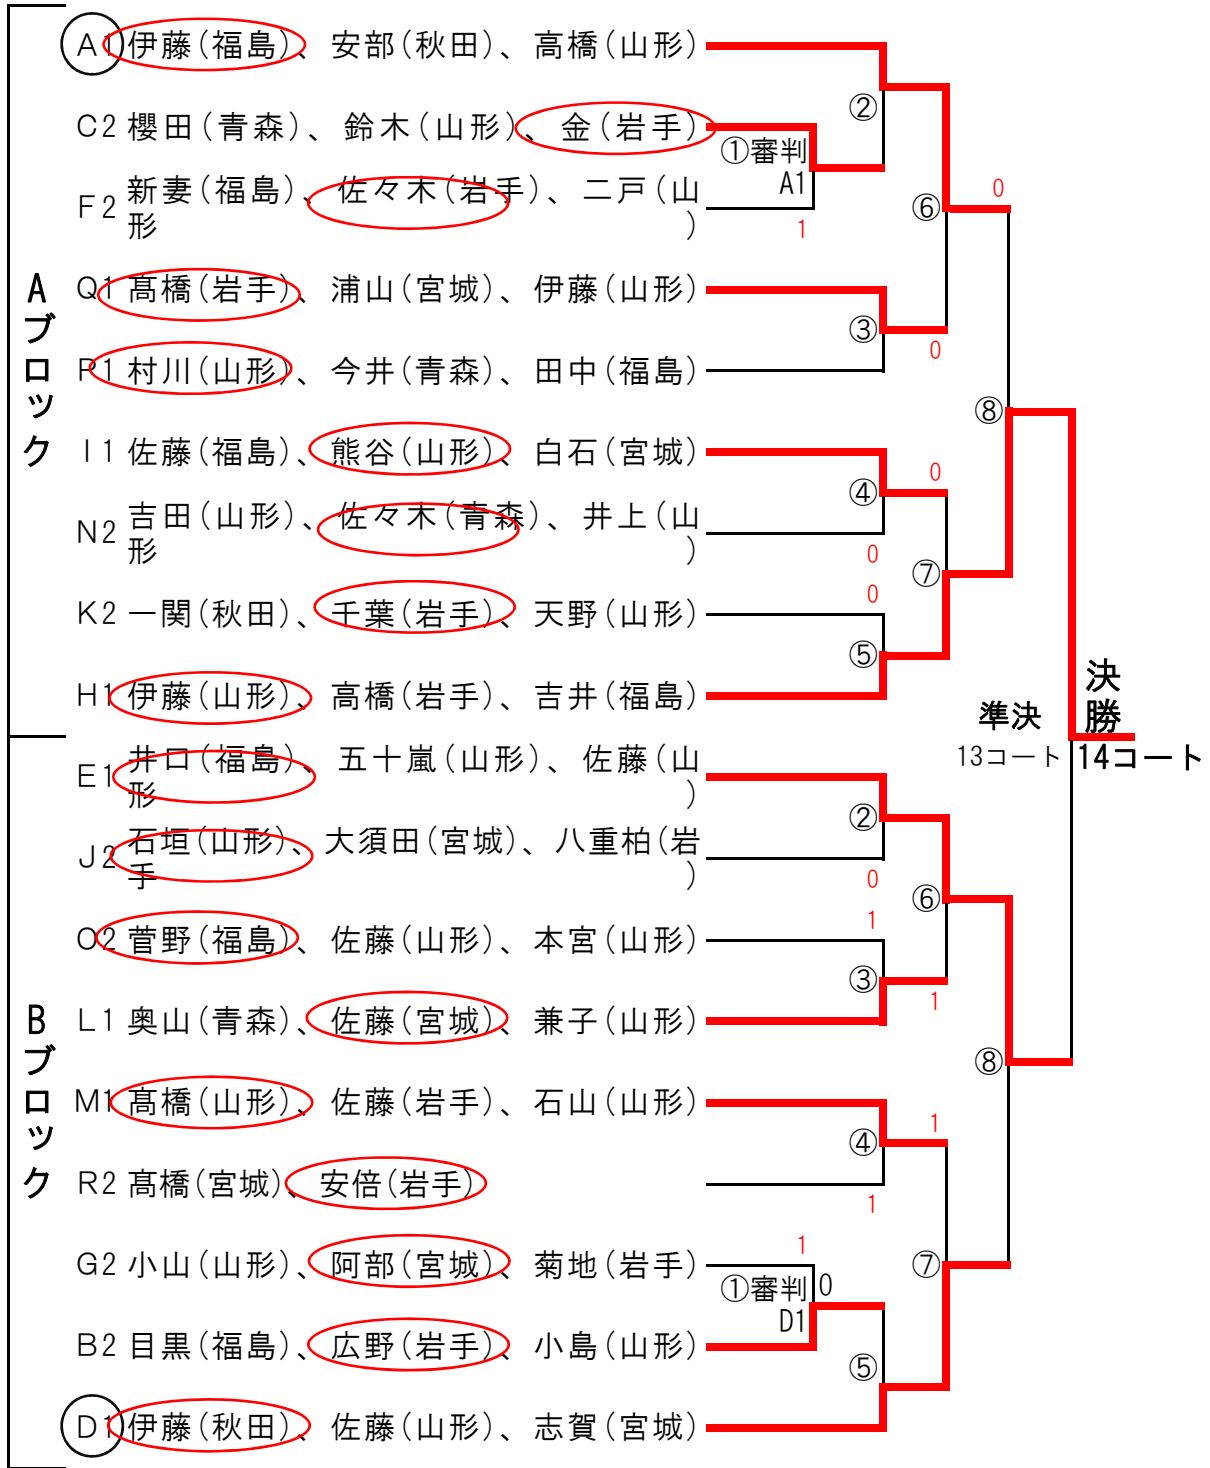 A1 伊藤(福島)、安部(秋田)、高橋(山形)
②
C2 櫻田(青森)、鈴木(山形)、金(岩手)
①審判
A1
F2 新妻(福島)、佐々木(岩手)、二戸(山
形 )
1
⑥
0
Q1 髙橋(岩手)、浦山(宮城)、伊藤(山形)
③
0
P1 村川(山形)、今井(青森)、田中(福島)
Aブロック
⑧
I1 佐藤(福島)、熊谷(山形)、白石(宮城)
0
④
N2 吉田(山形)、佐々木(青森)、井上(山
形 )
0
⑦
0
K2 一関(秋田)、千葉(岩手)、天野(山形)
⑤
H1 伊藤(山形)、高橋(岩手)、吉井(福島)
準決
13コート
決勝
14コート
E1 井口(福島)、五十嵐(山形)、佐藤(山
形 )
②
J2 石垣(山形)、大須田(宮城)、八重柏(岩
手 )
0
⑥
1
O2 菅野(福島)、佐藤(山形)、本宮(山形)
③
1
L1 奥山(青森)、佐藤(宮城)、兼子(山形)
Bブロック
⑧
M1 髙橋(山形)、佐藤(岩手)、石山(山形)
1
④
R2 髙橋(宮城)、安倍(岩手)
1
1
G2 小山(山形)、阿部(宮城)、菊地(岩手)
⑦
①審判
D1
0
B2 目黒(福島)、広野(岩手)、小島(山形)
⑤
D1 伊藤(秋田)、佐藤(山形)、志賀(宮城)